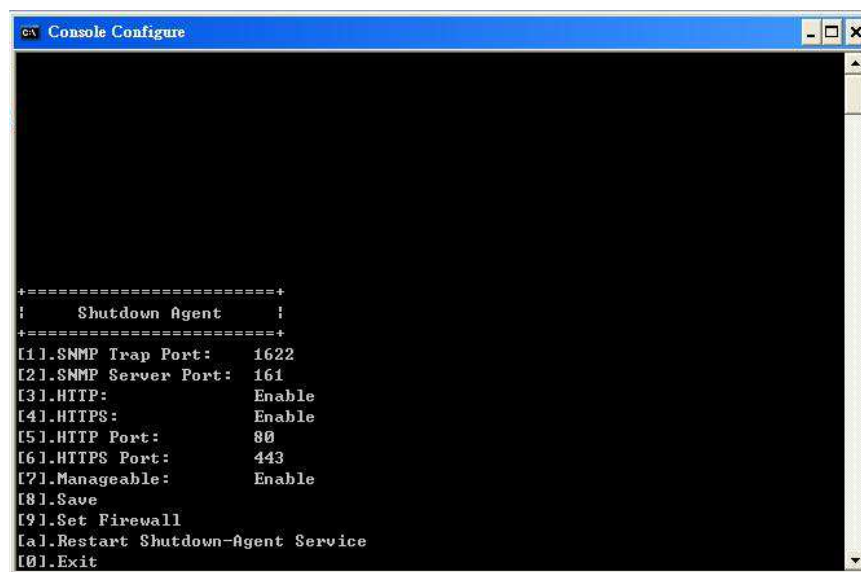 Console Configure
+========================+
¦ Shutdown Agent ¦
+========================+
[1].SNMP Trap Port: 1622
[2].SNMP Server Port: 161
[3].HTTP: Enable
[4].HTTPS: Enable
[5].HTTP Port: 80
[6].HTTPS Port: 443
[7].Manageable: Enable
[8].Save
[9].Set Firewall
[a].Restart Shutdown-Agent Service
[0].Exit